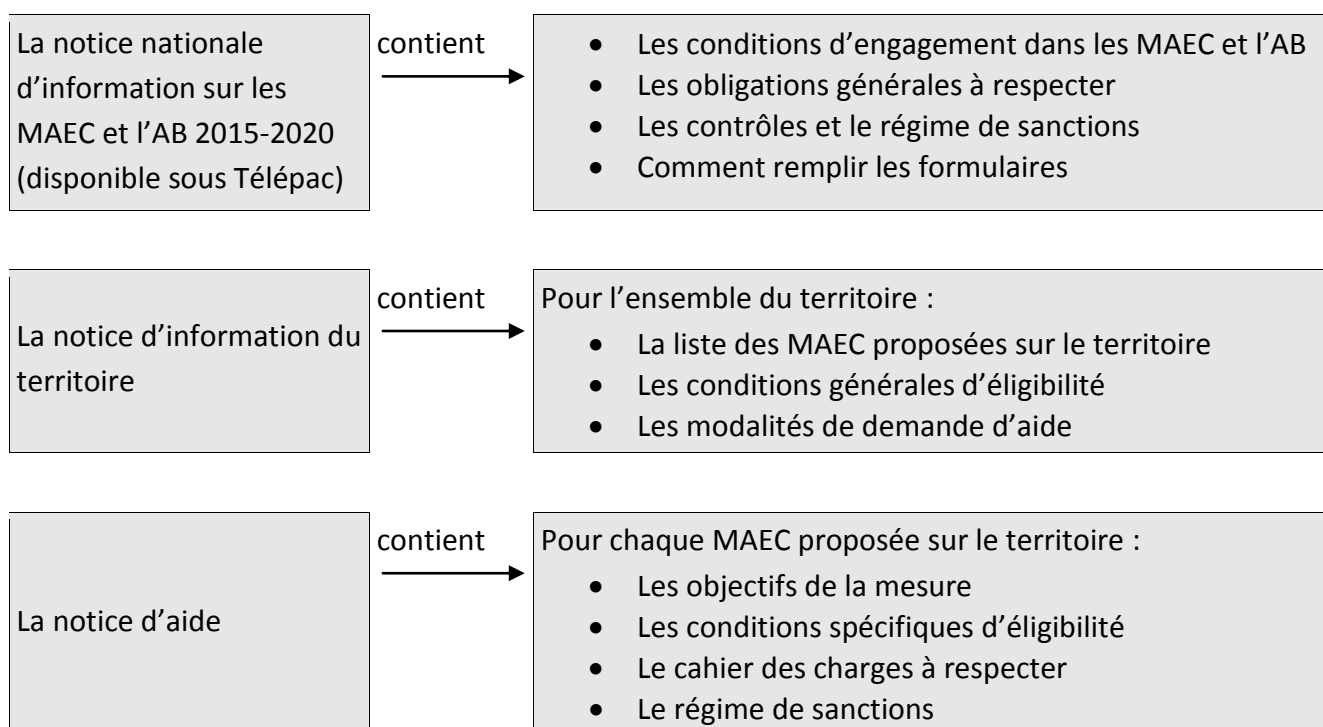 La notice nationale
d’information sur les
MAEC et l’AB 2015-2020
(disponible sous Télépac)
contient
• Les conditions d’engagement dans les MAEC et l’AB
• Les obligations générales à respecter
• Les contrôles et le régime de sanctions
• Comment remplir les formulaires
La notice d’information du
territoire
contient
Pour l’ensemble du territoire :
• La liste des MAEC proposées sur le territoire
• Les conditions générales d’éligibilité
• Les modalités de demande d’aide
La notice d’aide
contient
Pour chaque MAEC proposée sur le territoire :
• Les objectifs de la mesure
• Les conditions spécifiques d’éligibilité
• Le cahier des charges à respecter
• Le régime de sanctions